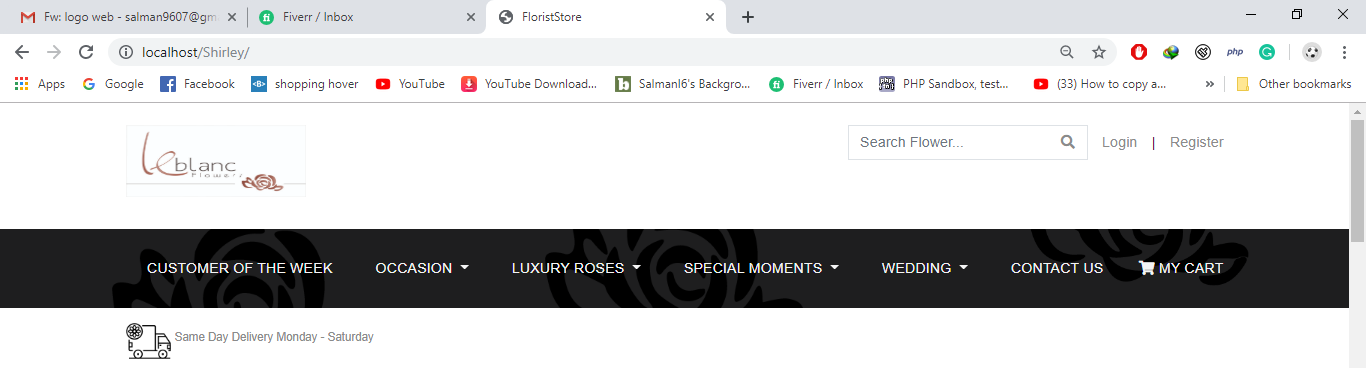 Fw: logo web - salman9607@gm
Fiverr / Inbox
FloristStore
localhost/Shirley/
php
Apps
Google
Facebook
<B>
shopping hover
YouTube
YouTube Download...
Salmanl6's Backgro...
Fiverr / Inbox
PHP Sandbox, test...
(33) How to copy a...
»
Other bookmarks
Leblanc
Flowers
Search Flower...
Login | Register
CUSTOMER OF THE WEEK OCCASION LUXURY ROSES SPECIAL MOMENTS WEDDING CONTACT US MY CART
Same Day Delivery Monday - Saturday